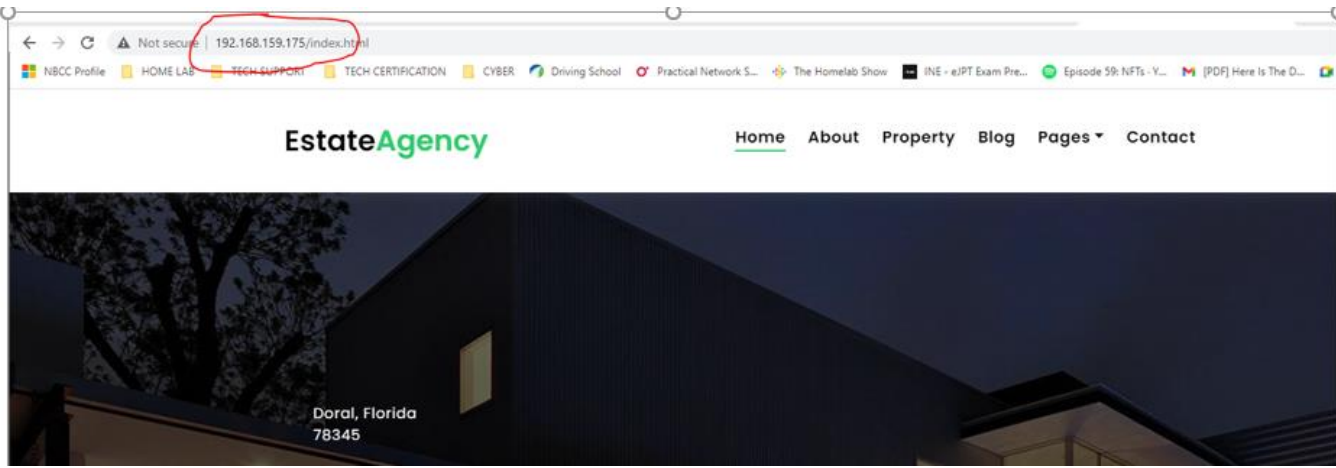 Not secure | 192.168.159.175/index.html
NBCC Profile HOME LAB TECH SUPPORT TECH CERTIFICATION CYBER Driving School Practical Network S... The Homelab Show INE - eJPT Exam Pre... Episode 59: NFTs - Y... [PDF] Here Is The D...
EstateAgency Home About Property Blog Pages Contact
Doral, Florida
78345